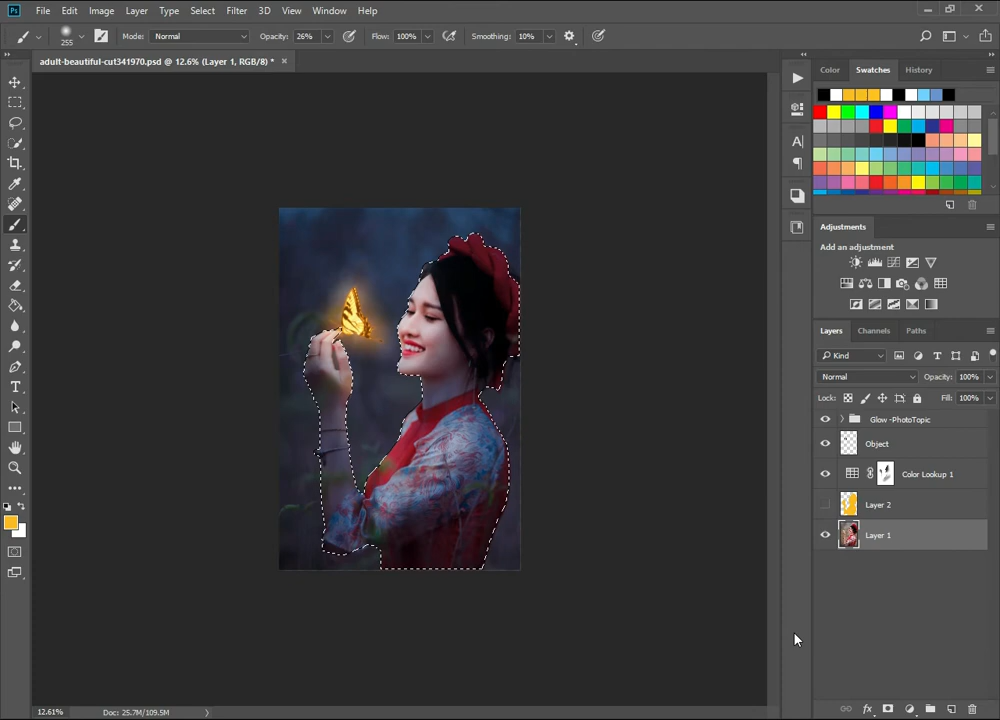 Ps File Edit Image Layer Type Select Filter 3D View Window Help
255 Mode: Normal Opacity: 26% Flow: 100% Smoothing: 10%
adult-beautiful-cut341970.psd @ 12.6% (Layer 1, RGB/8) *
Color Swatches History
Adjustments
Add an adjustment
Layers Channels Paths
Kind
Normal Opacity: 100%
Lock: Fill: 100%
Glow -PhotoTopic
Object
Color Lookup 1
Layer 2
Layer 1
12.61% Doc: 25.7M/109.5M